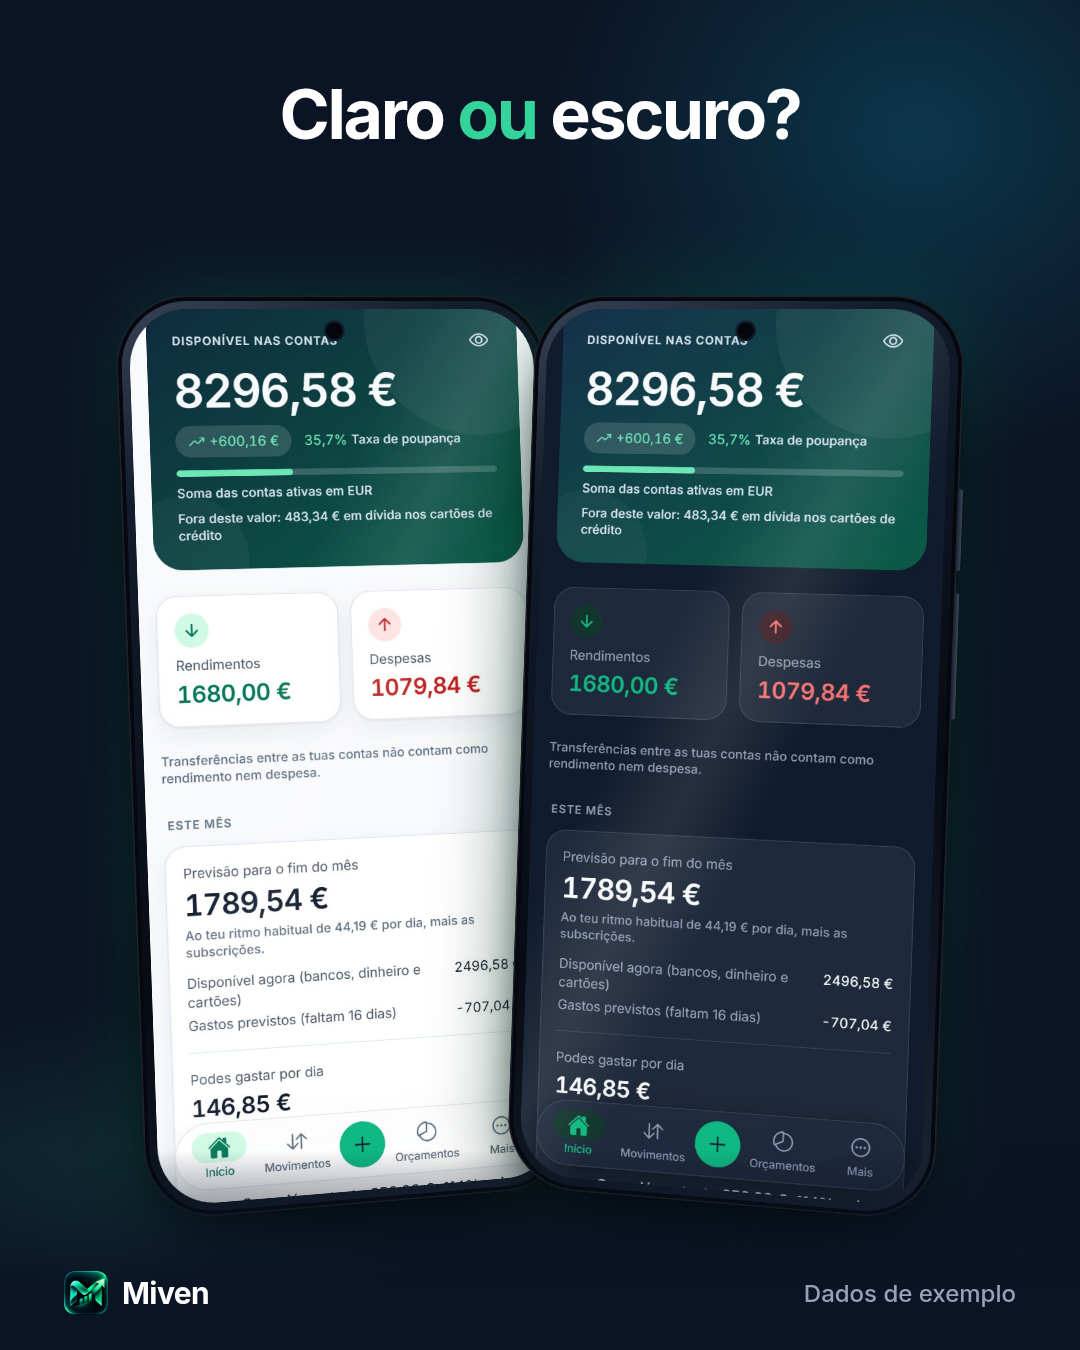 Claro ou escuro?
DISPONÍVEL NAS CONTAS
8296,58 €
+600,16 €
35,7% Taxa de poupança
Soma das contas ativas em EUR
Fora deste valor: 483,34 € em dívida nos cartões de
crédito
Rendimentos
1680,00 €
Despesas
1079,84 €
Transferências entre as tuas contas não contam como
rendimento nem despesa.
ESTE MÊS
Previsão para o fim do mês
1789,54 €
Ao teu ritmo habitual de 44,19 € por dia, mais as
subscrições.
Disponível agora (bancos, dinheiro e
cartões)
2496,58
Gastos previstos (faltam 16 dias)
-707,04
Podes gastar por dia
146,85 €
Início
Movimentos
Orçamentos
Mais
DISPONÍVEL NAS CONTAS
8296,58 €
+600,16 €
35,7% Taxa de poupança
Soma das contas ativas em EUR
Fora deste valor: 483,34 € em dívida nos cartões de
crédito
Rendimentos
1680,00 €
Despesas
1079,84 €
Transferências entre as tuas contas não contam como
rendimento nem despesa.
ESTE MÊS
Previsão para o fim do mês
1789,54 €
Ao teu ritmo habitual de 44,19 € por dia, mais as
subscrições.
Disponível agora (bancos, dinheiro e
cartões)
2496,58 €
Gastos previstos (faltam 16 dias)
-707,04 €
Podes gastar por dia
146,85 €
Início
Movimentos
Orçamentos
Mais
Miven
Dados de exemplo